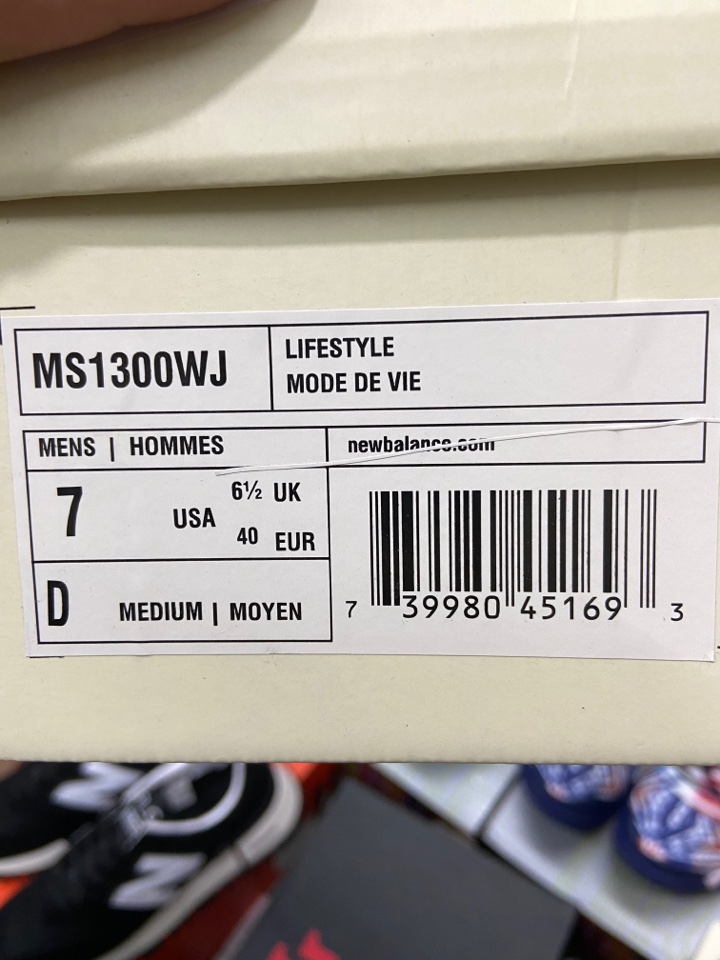 MS1300WJ
LIFESTYLE
MODE DE VIE
MENS | HOMMES
newbalance.com
7
USA
6½ UK
40 EUR
D
MEDIUM | MOYEN
7 39980 45169 3
N
N